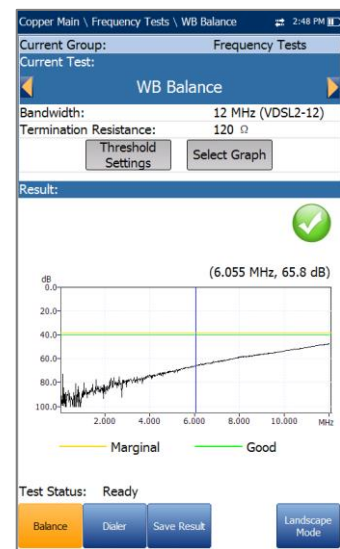 Copper Main \ Frequency Tests \ WB Balance 2:48 PM
Current Group: Frequency Tests
Current Test:
WB Balance
Bandwidth: 12 MHz (VDSL2-12)
Termination Resistance: 120 Ω
Threshold Settings Select Graph
Result:
(6.055 MHz, 65.8 dB)
dB
0.0
20.0
40.0
60.0
80.0
100.0
2.000 4.000 6.000 8.000 10.000 MHz
Marginal Good
Test Status: Ready
Balance Dialer Save Result Landscape Mode